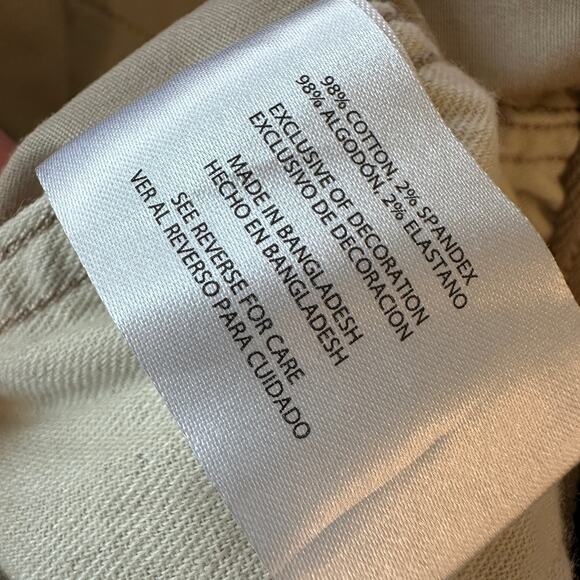 98% COTTON, 2% SPANDEX
98% ALGODÓN, 2% ELASTANO
EXCLUSIVE OF DECORATION
EXCLUSIVO DE DECORACION
MADE IN BANGLADESH
HECHO EN BANGLADESH
SEE REVERSE FOR CARE
VER AL REVERSO PARA CUIDADO